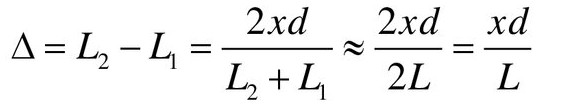 Δ = L₂ − L₁ = 2xd / (L₂ + L₁) ≈ 2xd / 2L = xd / L